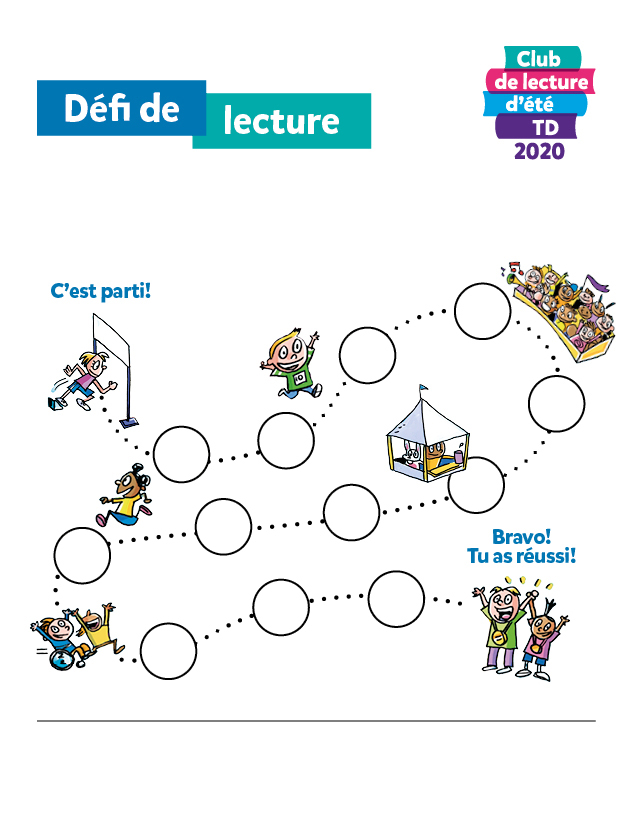 Club
de lecture
d'été
TD
2020
Défi de
lecture
C'est parti!
Bravo!
Tu as réussi!